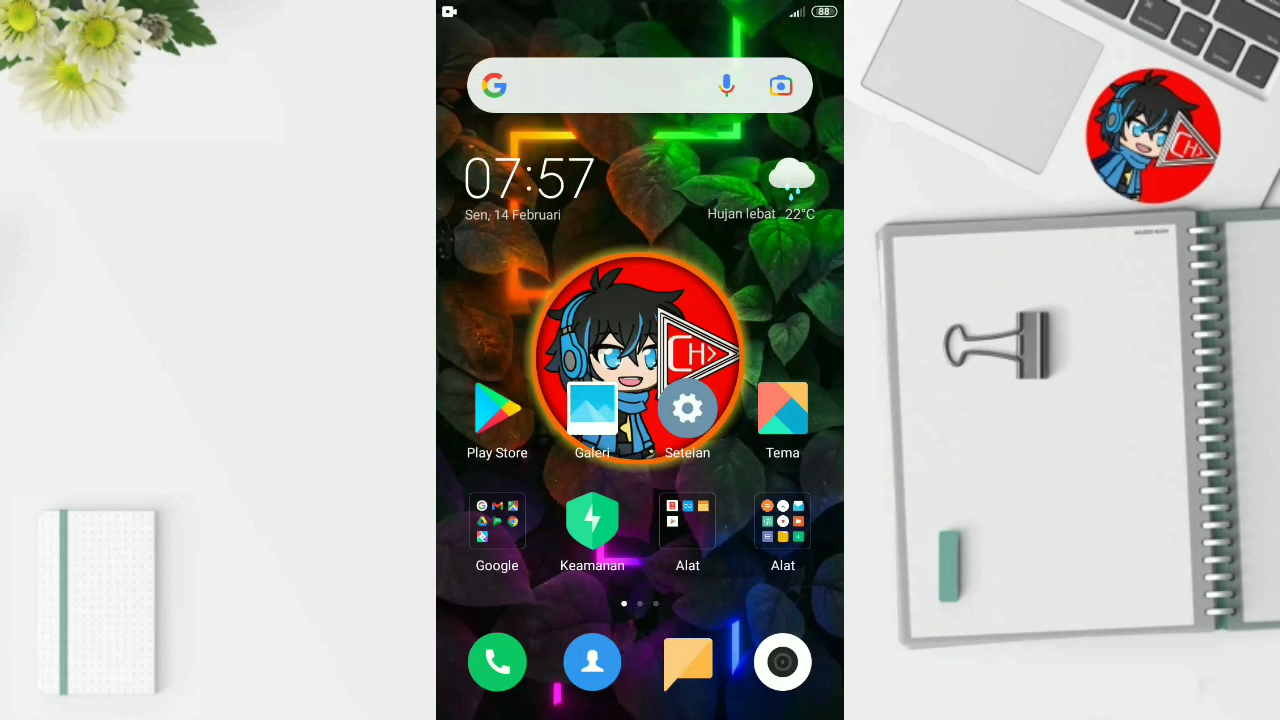 88
07:57
Sen, 14 Februari
Hujan lebat 22°C
CH
Play Store
Galeri
Setelan
Tema
Google
Keamanan
Alat
Alat
CH